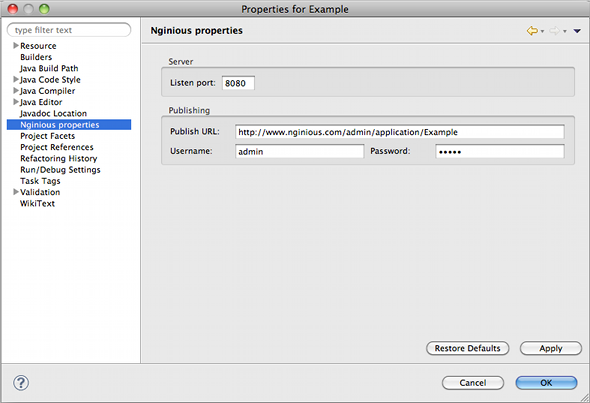 Properties for Example
type filter text
Resource
Builders
Java Build Path
Java Code Style
Java Compiler
Java Editor
Javadoc Location
Nginious properties
Project Facets
Project References
Refactoring History
Run/Debug Settings
Task Tags
Validation
WikiText
Nginious properties
Server
Listen port: 8080
Publishing
Publish URL: http://www.nginious.com/admin/application/Example
Username: admin Password: •••••
Restore Defaults Apply
? Cancel OK